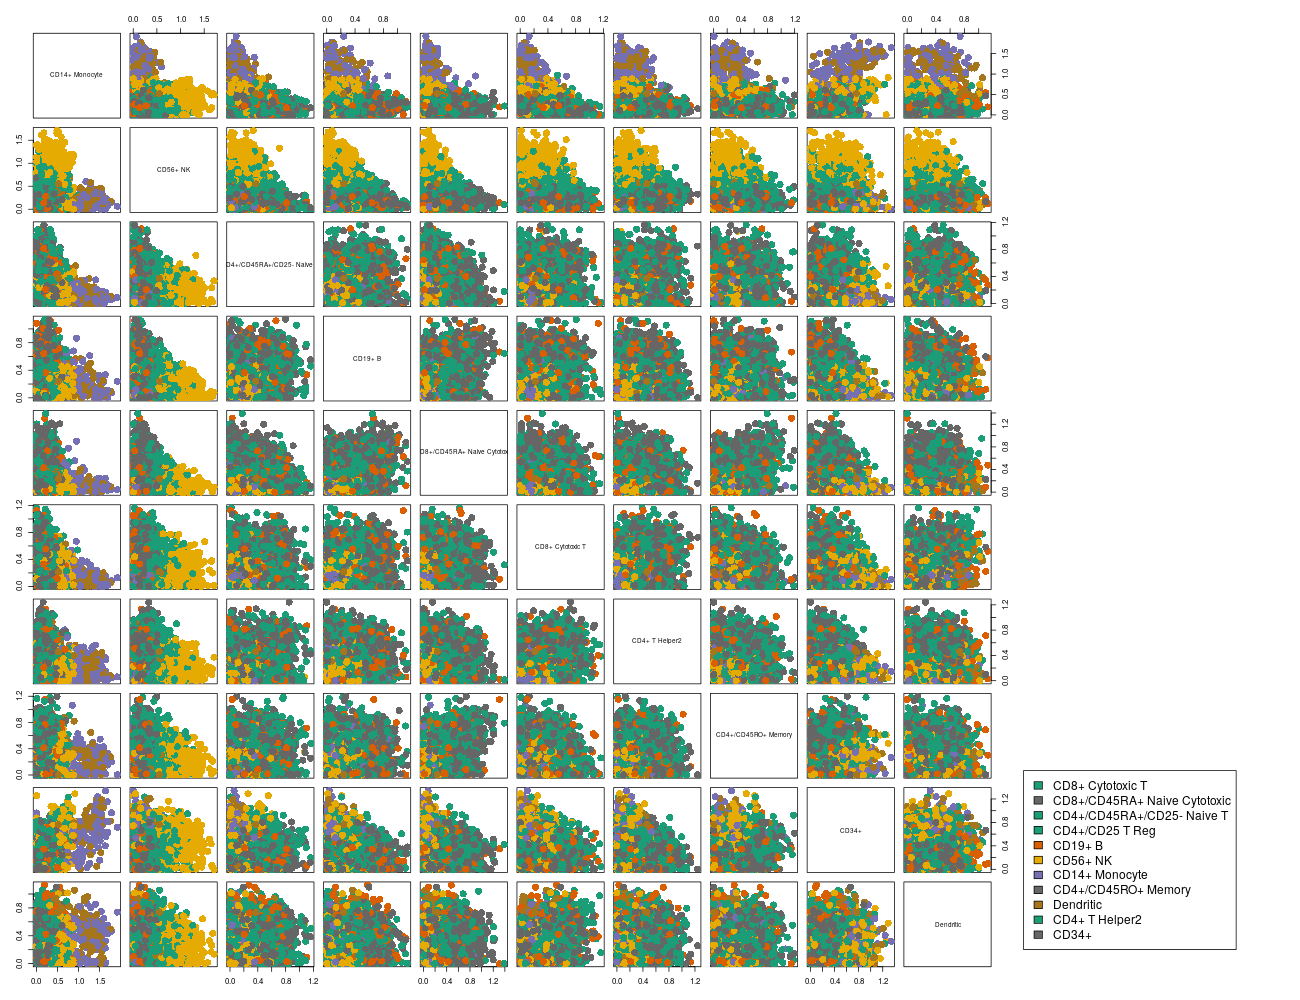 0.0 0.5 1.0 1.5 0.0 0.4 0.8 0.0 0.4 0.8 1.2 0.0 0.4 0.8 1.2 0.0 0.4 0.8
CD14+ Monocyte
0.0 0.5 1.0 1.5
0.0 0.5 1.0 1.5
CD56+ NK
D4+/CD45RA+/CD25- Naive
0.0 0.4 0.8 1.2
0.0 0.4 0.8
CD19+ B
D8+/CD45RA+ Naive Cytotox
0.0 0.4 0.8 1.2
0.0 0.4 0.8 1.2
CD8+ Cytotoxic T
CD4+ T Helper2
0.0 0.4 0.8 1.2
0.0 0.4 0.8 1.2
CD4+/CD45RO+ Memory
CD34+
0.0 0.4 0.8 1.2
0.0 0.4 0.8
Dendritic
0.0 0.5 1.0 1.5 0.0 0.4 0.8 1.2 0.0 0.4 0.8 1.2 0.0 0.4 0.8 1.2 0.0 0.4 0.8 1.2
CD8+ Cytotoxic T
CD8+/CD45RA+ Naive Cytotoxic
CD4+/CD45RA+/CD25- Naive T
CD4+/CD25 T Reg
CD19+ B
CD56+ NK
CD14+ Monocyte
CD4+/CD45RO+ Memory
Dendritic
CD4+ T Helper2
CD34+